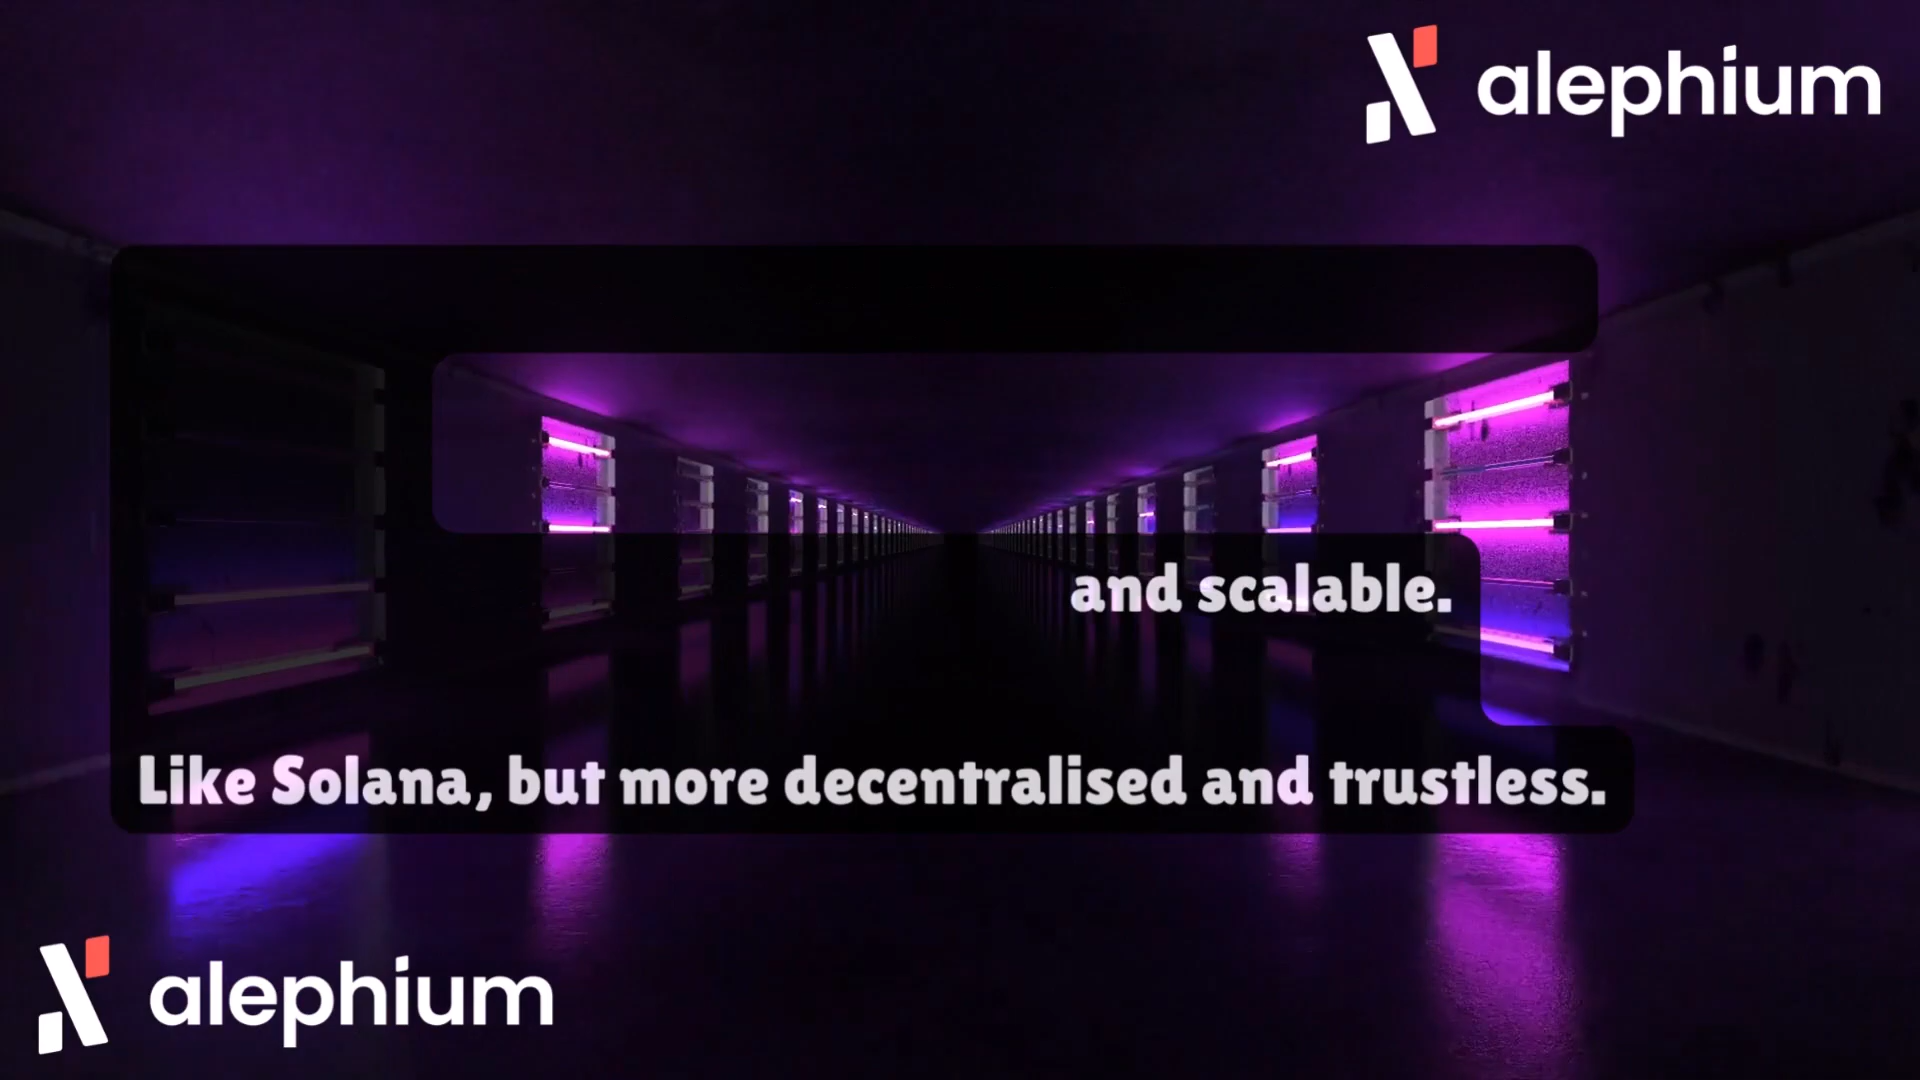 alephium
and scalable.
Like Solana, but more decentralised and trustless.
alephium